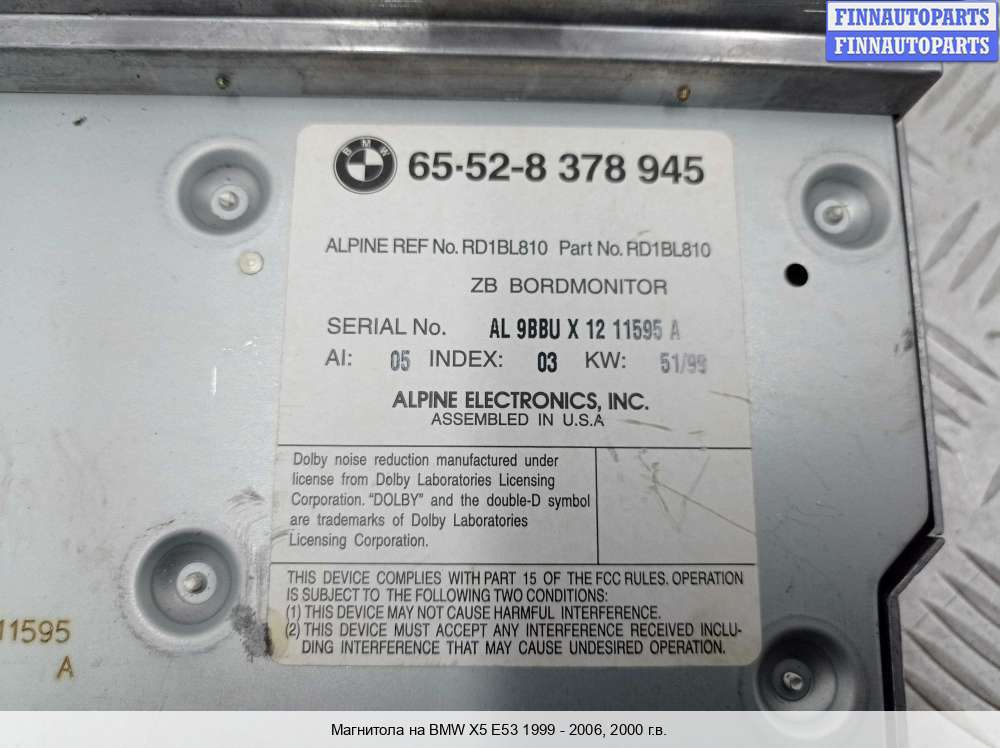 FINNAUTOPARTS
FINNAUTOPARTS
BMW
65-52-8 378 945
ALPINE REF No. RD1BL810 Part No. RD1BL810
ZB BORDMONITOR
SERIAL No. AL 9BBU X 12 11595 A
AI: 05 INDEX: 03 KW: 51/99
ALPINE ELECTRONICS, INC.
ASSEMBLED IN U.S.A
Dolby noise reduction manufactured under
license from Dolby Laboratories Licensing
Corporation. “DOLBY” and the double-D symbol
are trademarks of Dolby Laboratories
Licensing Corporation.
THIS DEVICE COMPLIES WITH PART 15 OF THE FCC RULES. OPERATION
IS SUBJECT TO THE FOLLOWING TWO CONDITIONS:
(1) THIS DEVICE MAY NOT CAUSE HARMFUL INTERFERENCE.
(2) THIS DEVICE MUST ACCEPT ANY INTERFERENCE RECEIVED INCLU-
DING INTERFERENCE THAT MAY CAUSE UNDESIRED OPERATION.
11595
A
Магнитола на BMW X5 E53 1999 - 2006, 2000 г.в.